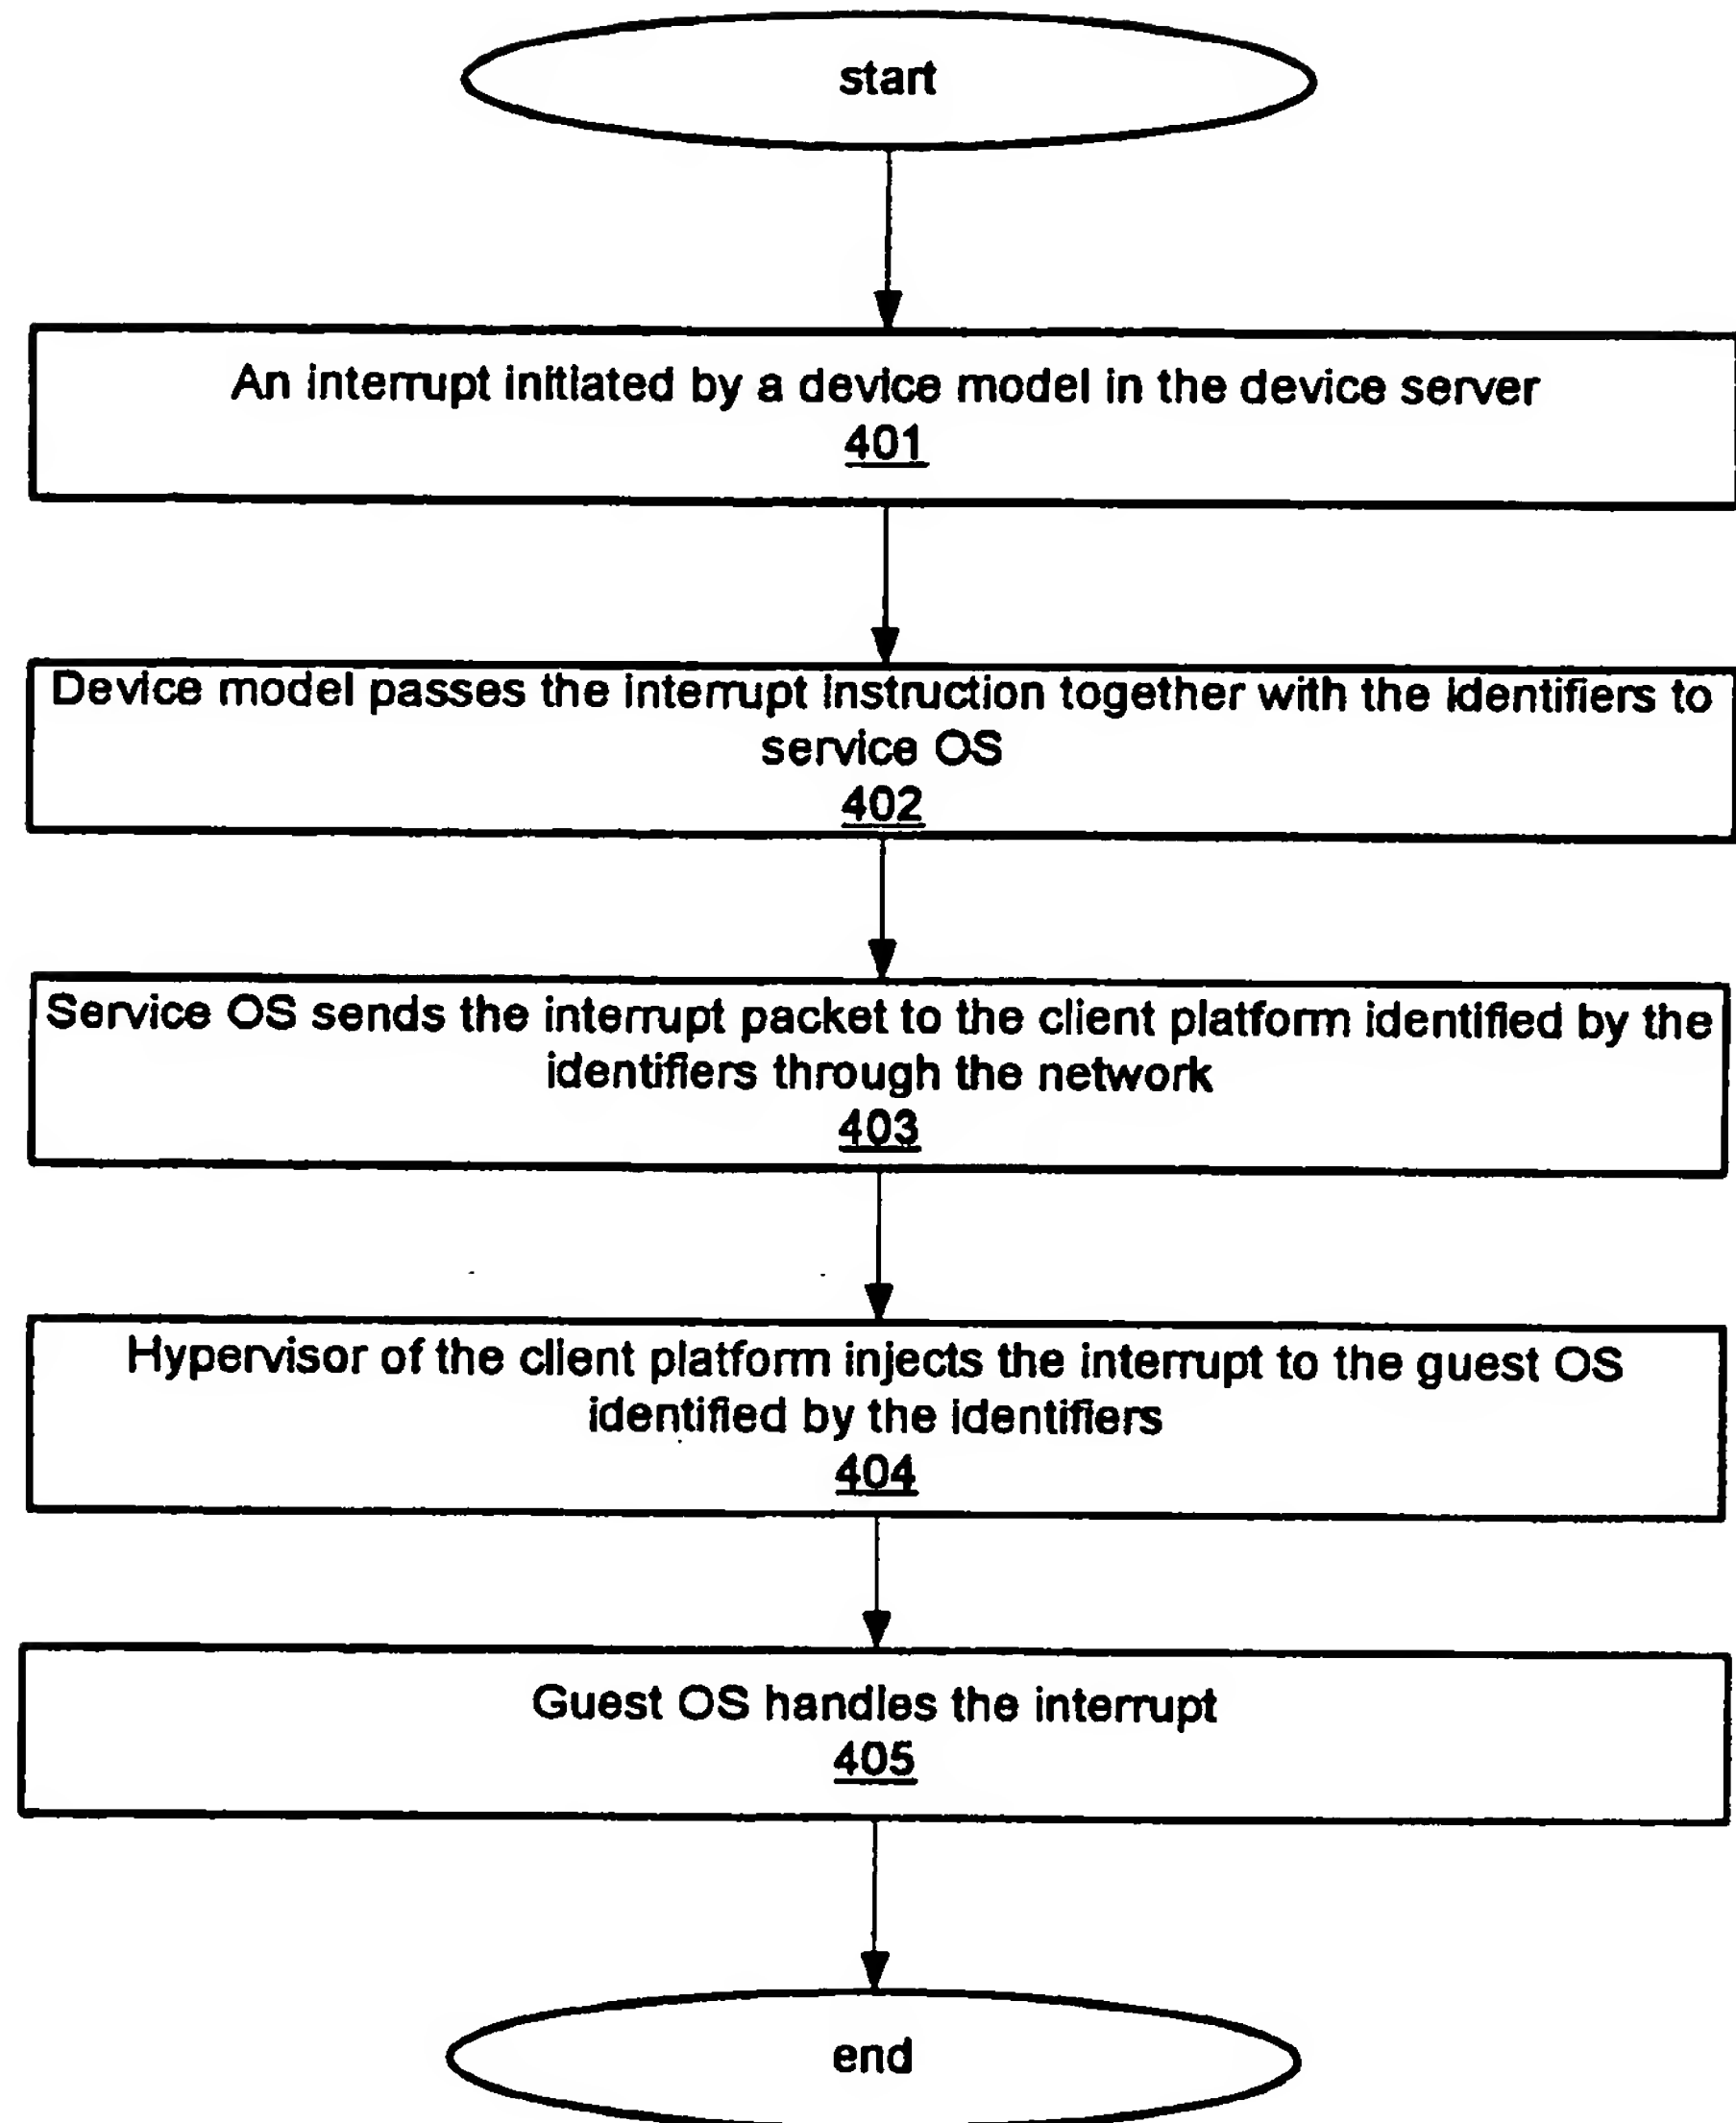 start
An interrupt initiated by a device model in the device server
401
Device model passes the interrupt instruction together with the identifiers to
service OS
402
Service OS sends the interrupt packet to the client platform identified by the
identifiers through the network
403
Hypervisor of the client platform injects the interrupt to the guest OS
identified by the identifiers
404
Guest OS handles the interrupt
405
end